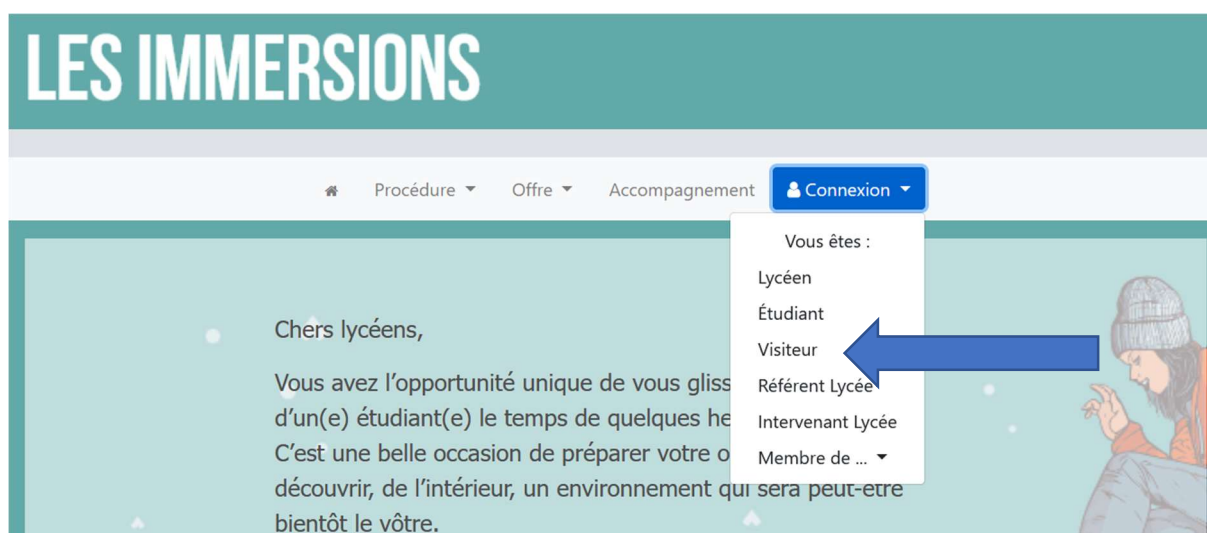 LES IMMERSIONS
Procédure Offre Accompagnement Connexion
Vous êtes :
Lycéen
Étudiant
Visiteur
Référent Lycée
Intervenant Lycée
Membre de ...
Chers lycéens,
Vous avez l’opportunité unique de vous gliss
d’un(e) étudiant(e) le temps de quelques he
C’est une belle occasion de préparer votre o
découvrir, de l’intérieur, un environnement qui sera peut-être
bientôt le vôtre.